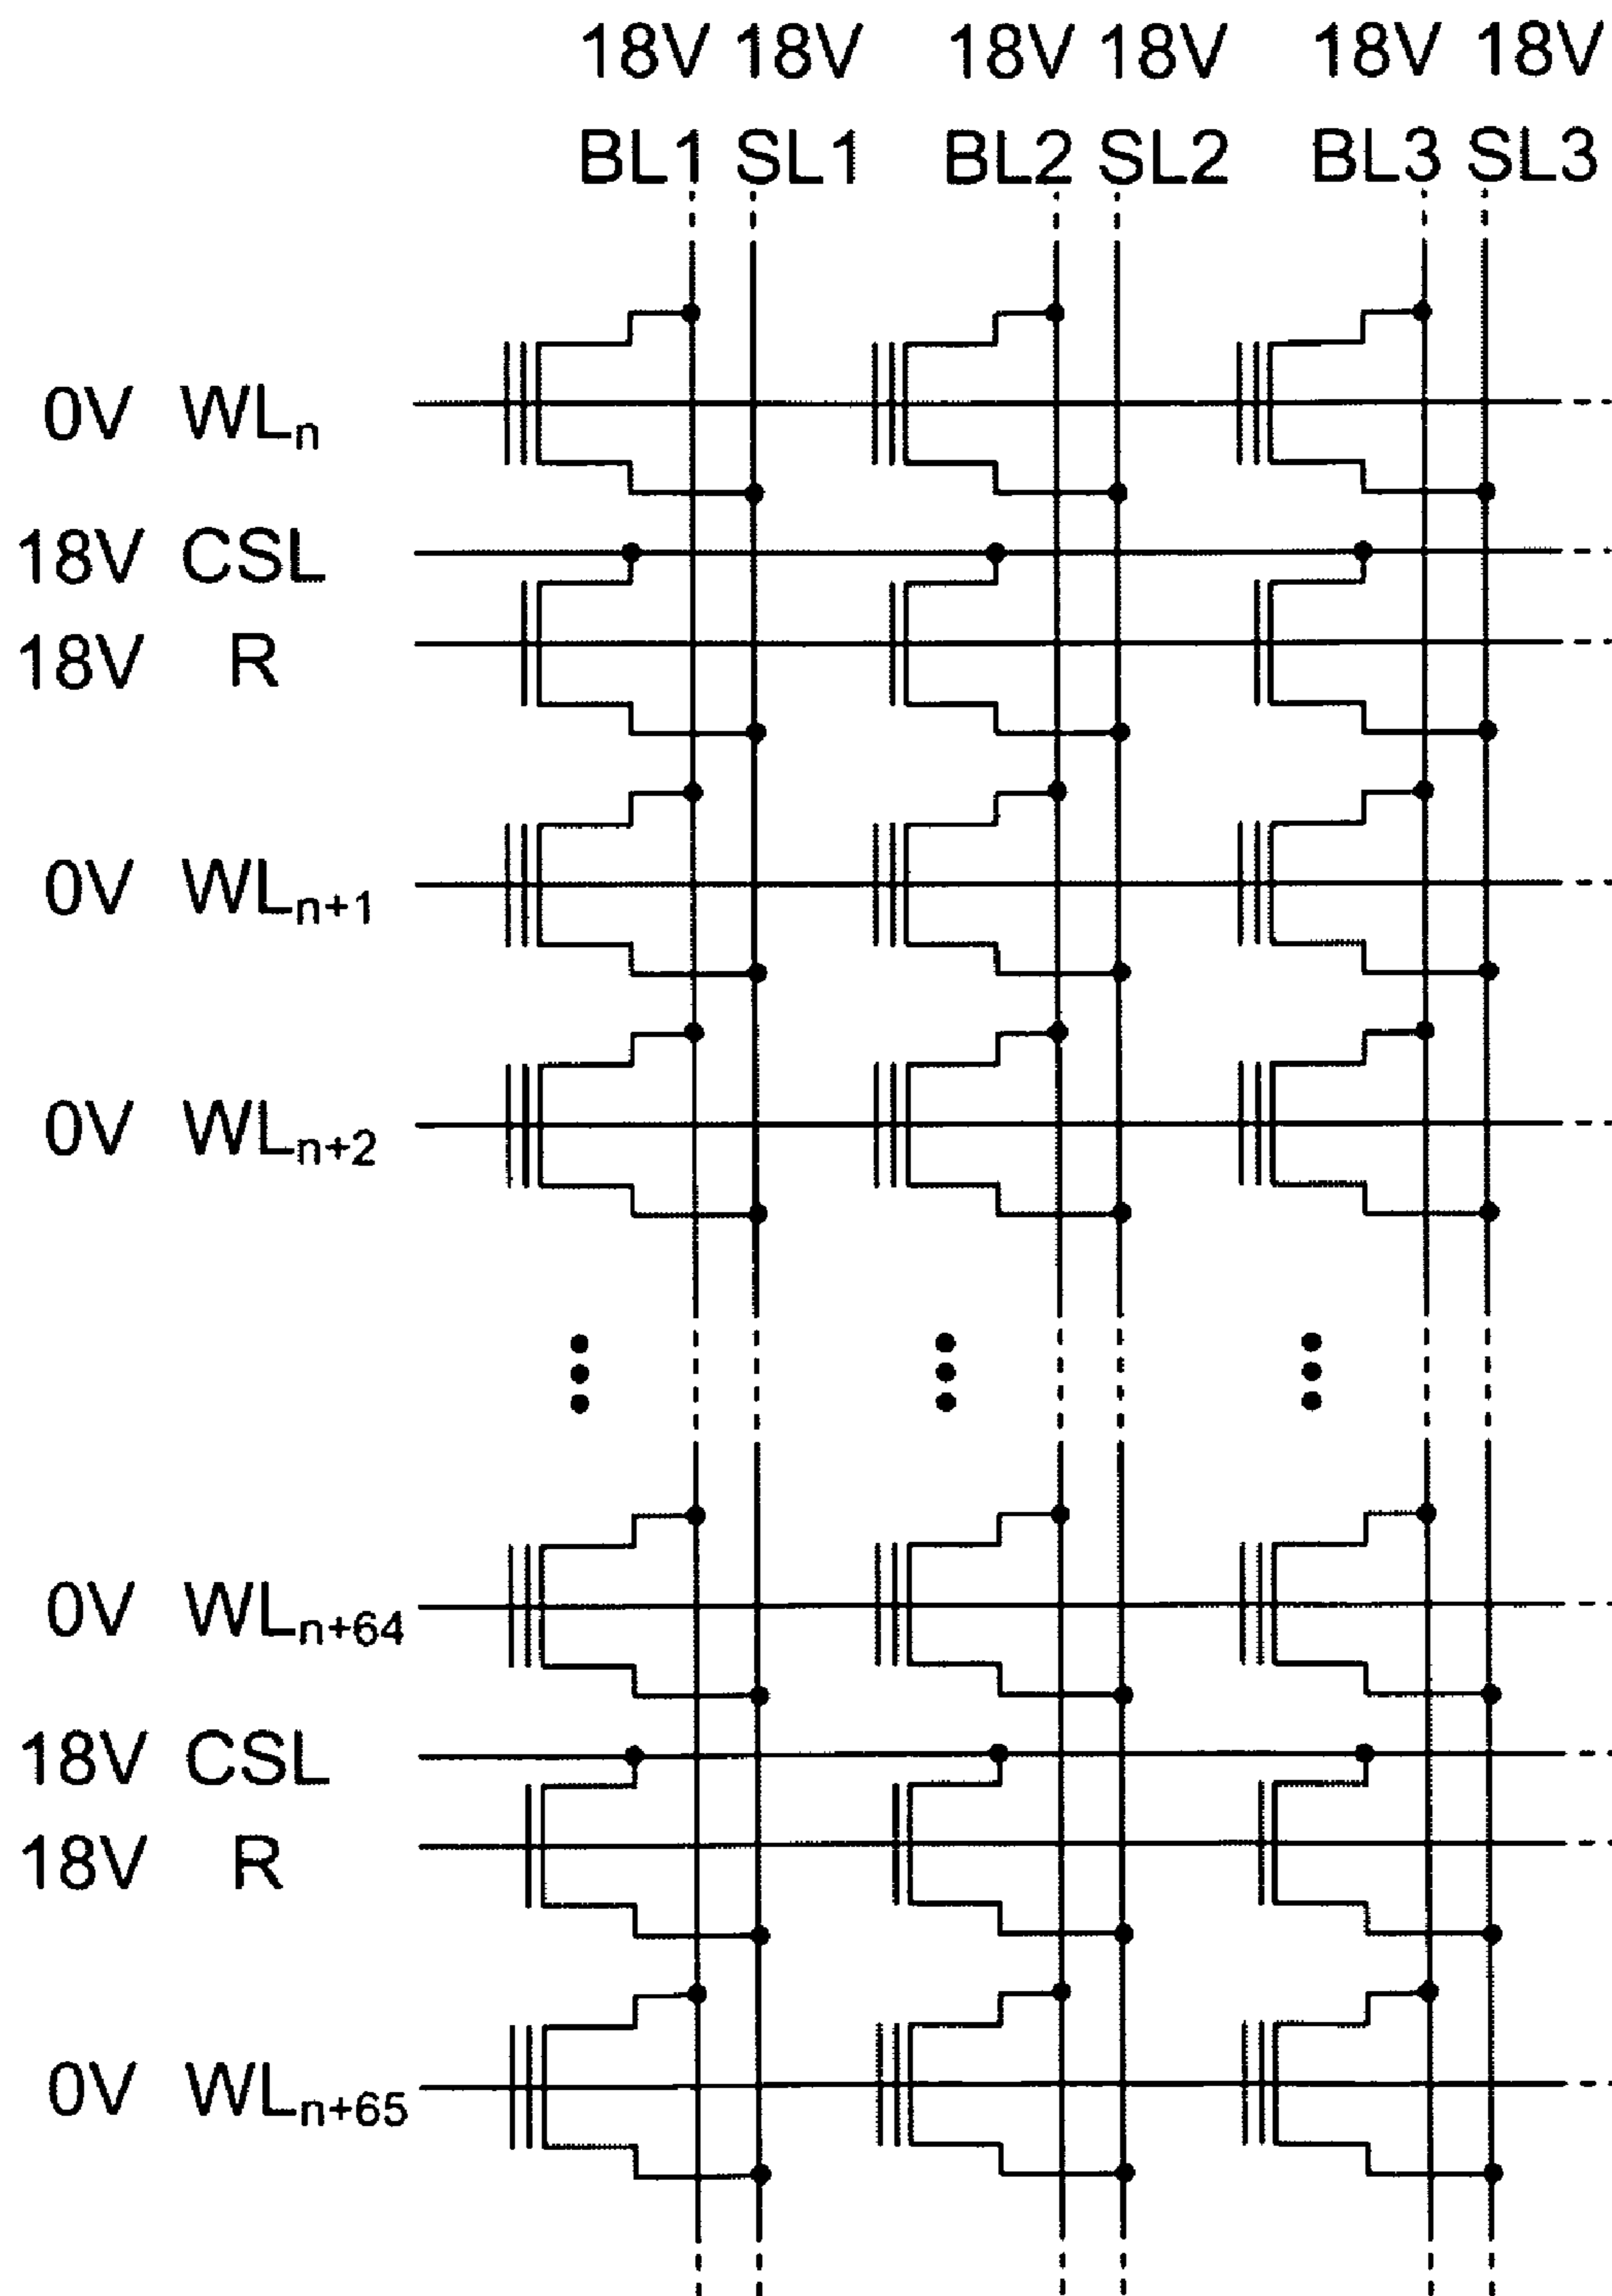 18V 18V 18V 18V 18V 18V
BL1 SL1 BL2 SL2 BL3 SL3
0V WLn
18V CSL
18V R
0V WLn+1
0V WLn+2
0V WLn+64
18V CSL
18V R
0V WLn+65